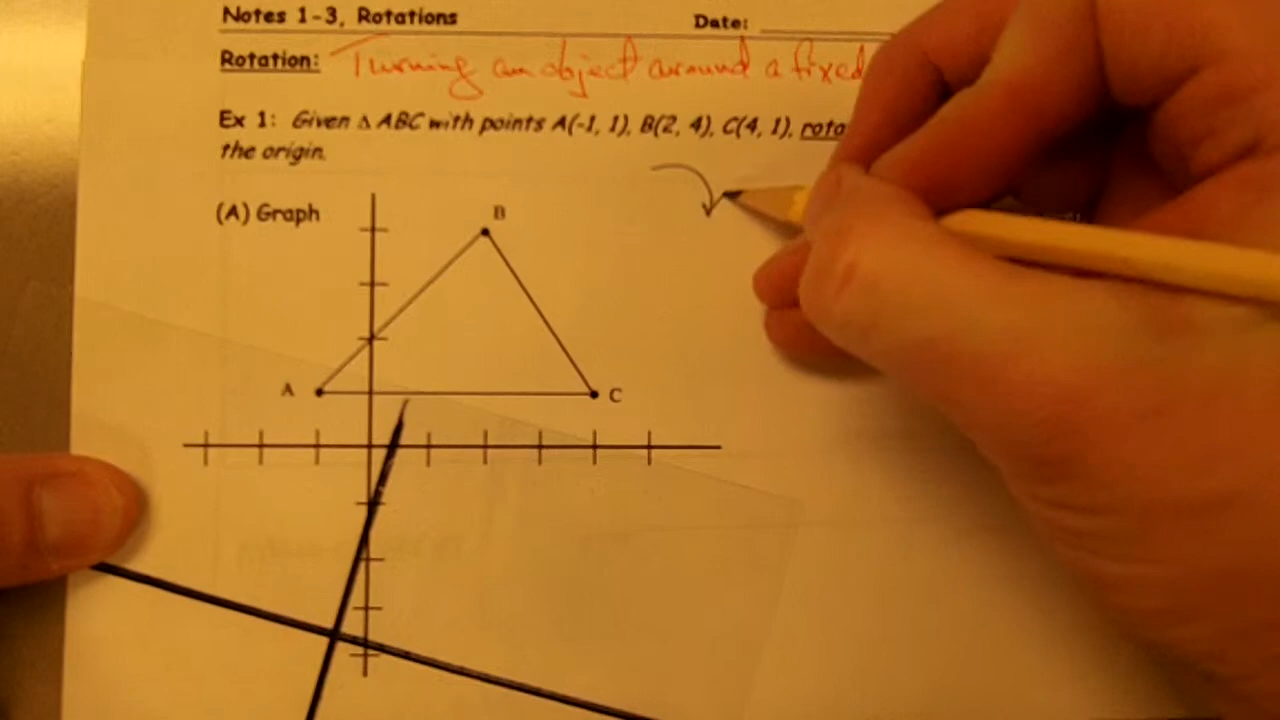 Notes 1-3, Rotations Date:
Rotation: Turning an object around a fixed
Ex 1: Given △ ABC with points A(-1, 1), B(2, 4), C(4, 1),
the origin.
(A) Graph
B
A
C